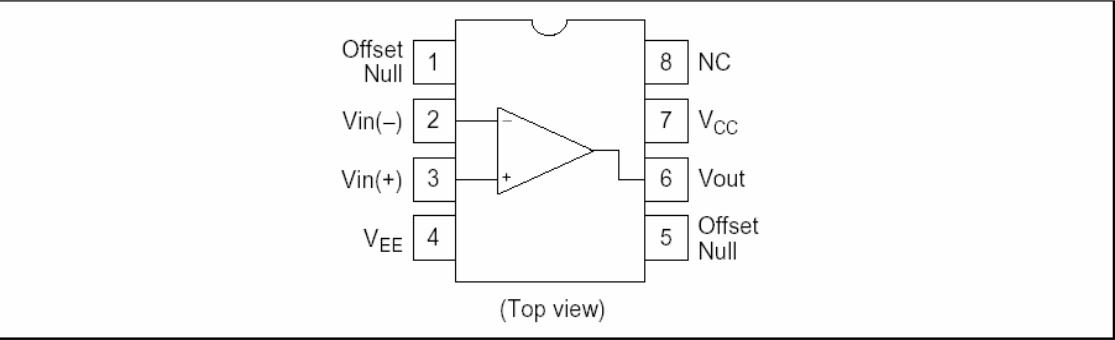 Offset
Null
1
8
NC
Vin(–)
2
–
7
VCC
Vin(+)
3
+
6
Vout
VEE
4
5
Offset
Null
(Top view)